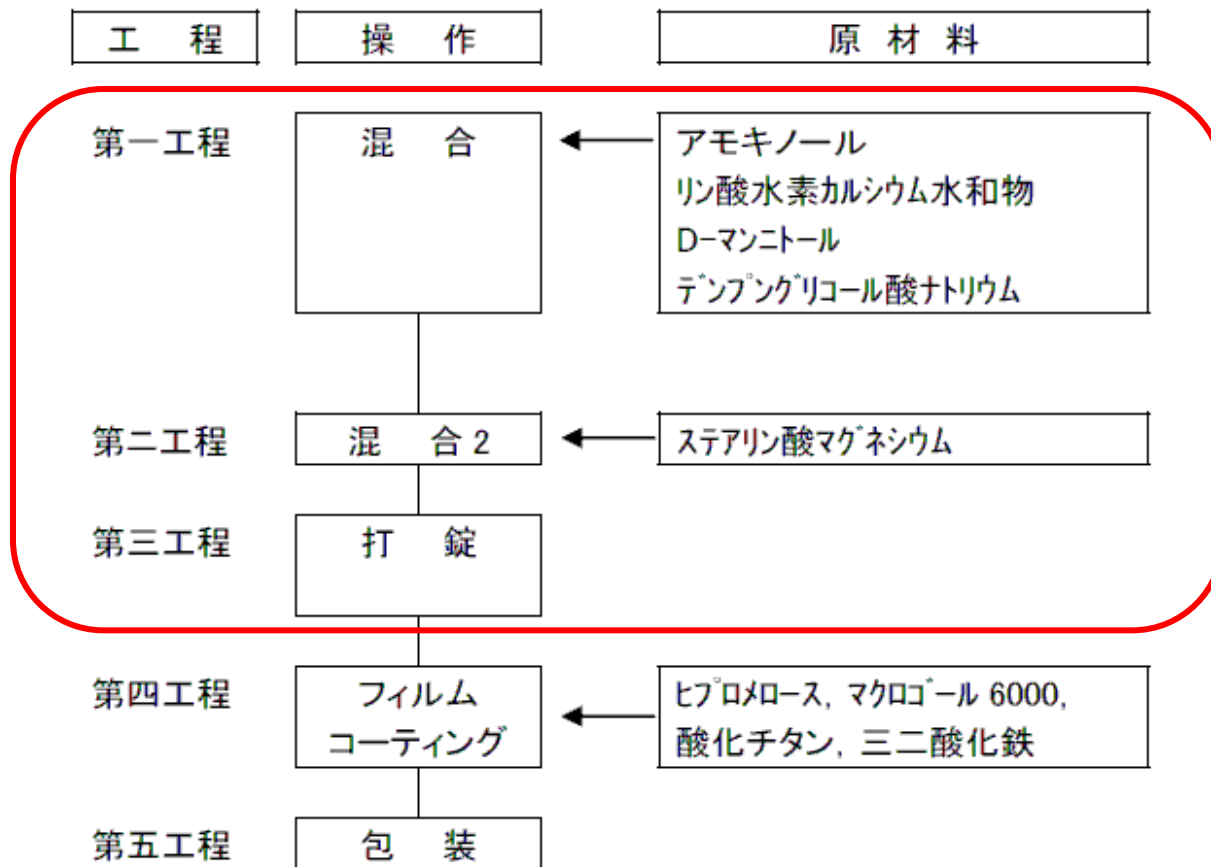 工 程 操 作 原 材 料
第一工程 混 合 アモキノール
リン酸水素カルシウム水和物
D-マンニトール
デンプングリコール酸ナトリウム
第二工程 混 合 2 ステアリン酸マグネシウム
第三工程 打 錠
第四工程 フィルム ヒプロメロース, マクロゴール 6000,
コーティング 酸化チタン, 三二酸化鉄
第五工程 包 装